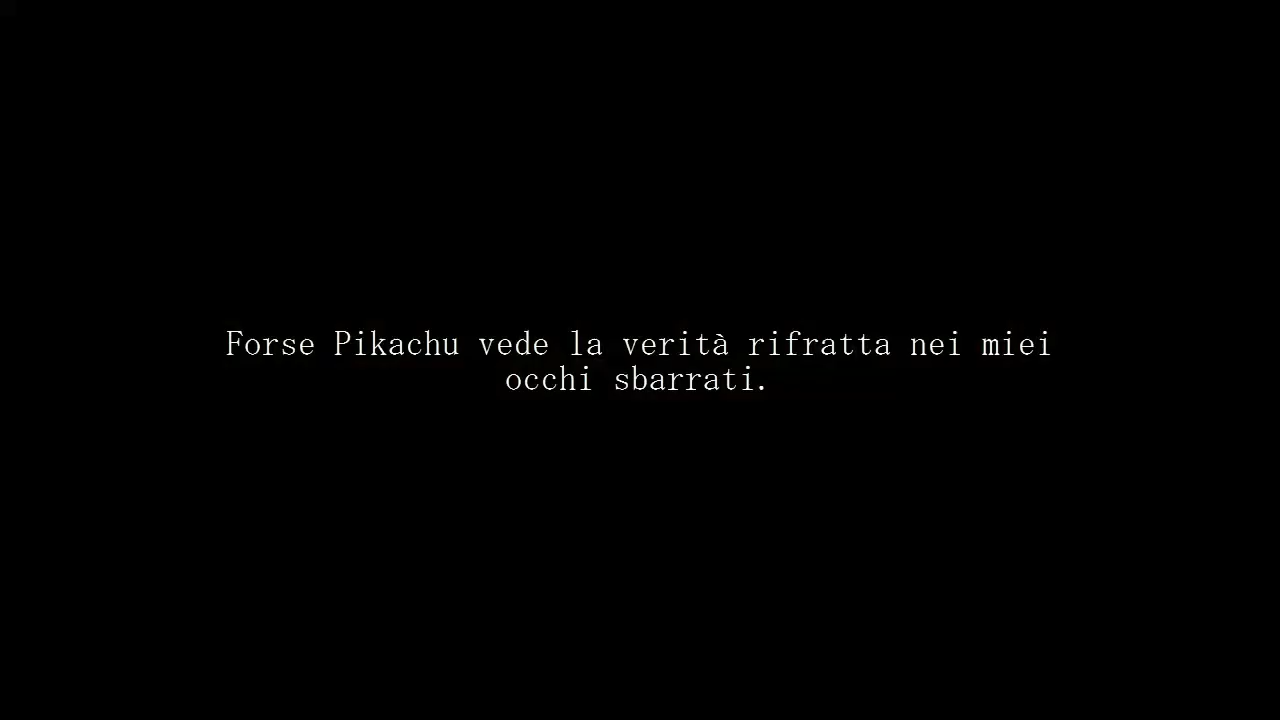 Forse Pikachu vede la verità rifratta nei miei
occhi sbarrati.